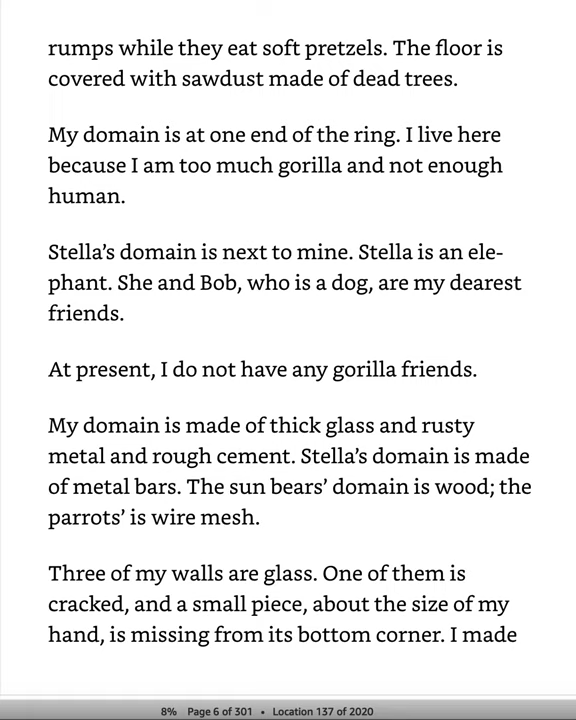 rumps while they eat soft pretzels. The floor is
covered with sawdust made of dead trees.
My domain is at one end of the ring. I live here
because I am too much gorilla and not enough
human.
Stella’s domain is next to mine. Stella is an ele-
phant. She and Bob, who is a dog, are my dearest
friends.
At present, I do not have any gorilla friends.
My domain is made of thick glass and rusty
metal and rough cement. Stella’s domain is made
of metal bars. The sun bears’ domain is wood; the
parrots’ is wire mesh.
Three of my walls are glass. One of them is
cracked, and a small piece, about the size of my
hand, is missing from its bottom corner. I made
8% Page 6 of 301 • Location 137 of 2020